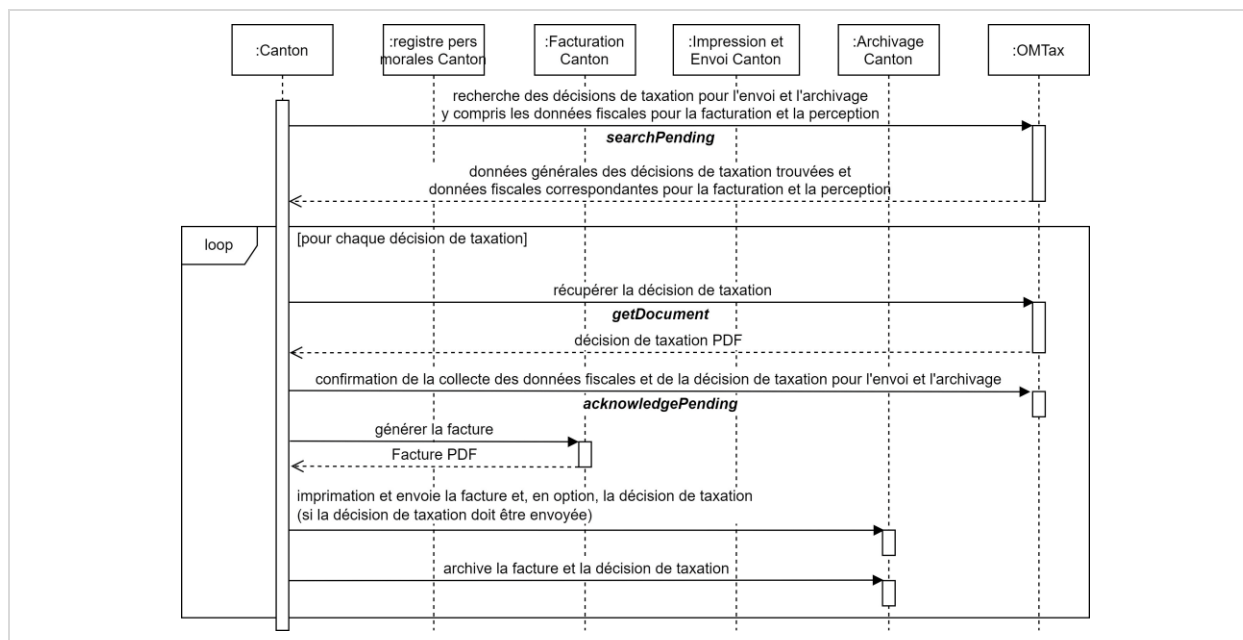 :Canton
:registre pers
morales Canton
:Facturation
Canton
:Impression et
Envoi Canton
:Archivage
Canton
:OMTax
recherche des décisions de taxation pour l'envoi et l'archivage
y compris les données fiscales pour la facturation et la perception
searchPending
données générales des décisions de taxation trouvées et
données fiscales correspondantes pour la facturation et la perception
loop
[pour chaque décision de taxation]
récupérer la décision de taxation
getDocument
décision de taxation PDF
confirmation de la collecte des données fiscales et de la décision de taxation pour l'envoi et l'archivage
acknowledgePending
générer la facture
Facture PDF
imprimation et envoie la facture et, en option, la décision de taxation
(si la décision de taxation doit être envoyée)
archive la facture et la décision de taxation